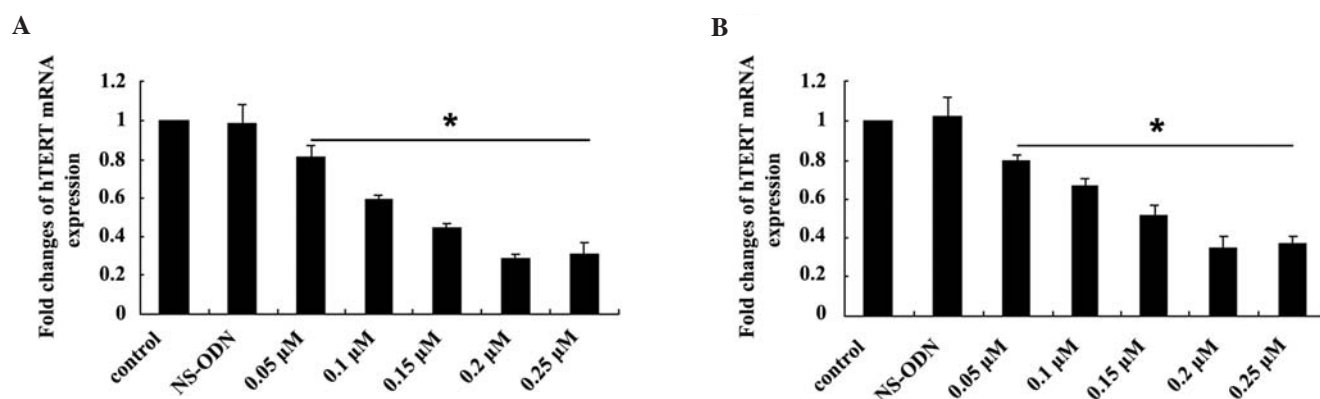 A
Fold changes of hTERT mRNA
expression
1.2
1
0.8
0.6
0.4
0.2
0
*
control
NS-ODN
0.05 µM
0.1 µM
0.15 µM
0.2 µM
0.25 µM
B
Fold changes of hTERT mRNA
expression
1.2
1
0.8
0.6
0.4
0.2
0
*
control
NS-ODN
0.05 µM
0.1 µM
0.15 µM
0.2 µM
0.25 µM